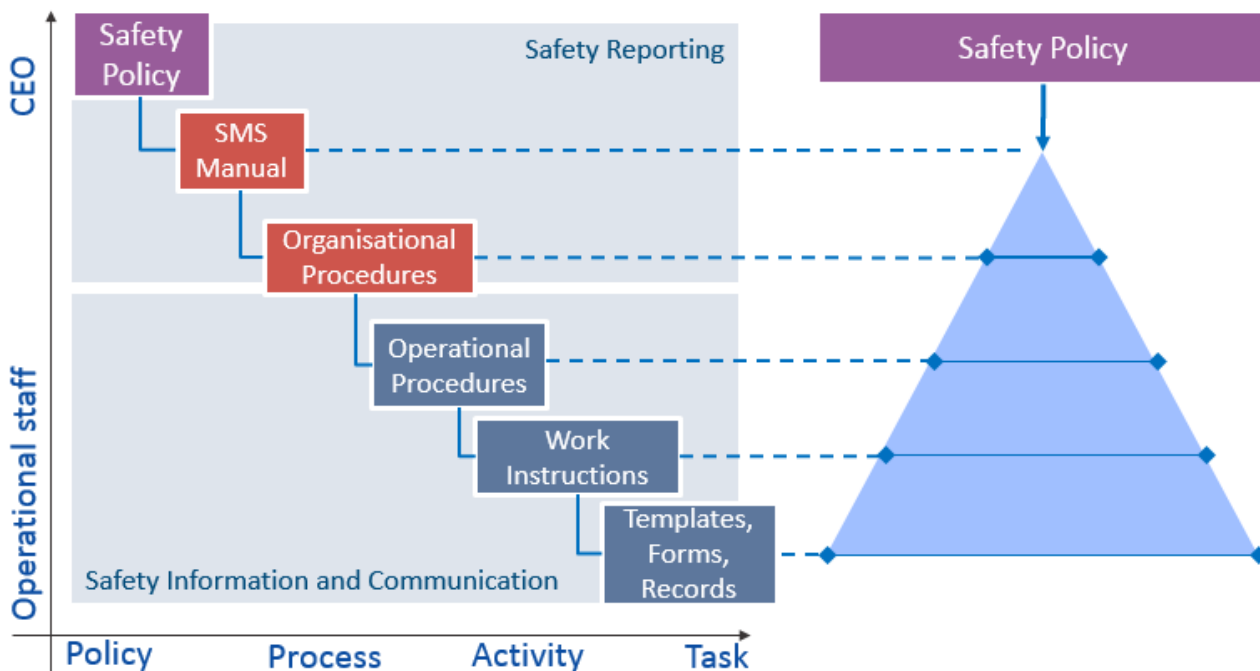 Safety
Policy
Safety Reporting
Safety Policy
CEO
SMS
Manual
Organisational
Procedures
Operational
Procedures
Work
Instructions
Templates,
Forms,
Records
Safety Information and Communication
Operational staff
Policy
Process
Activity
Task